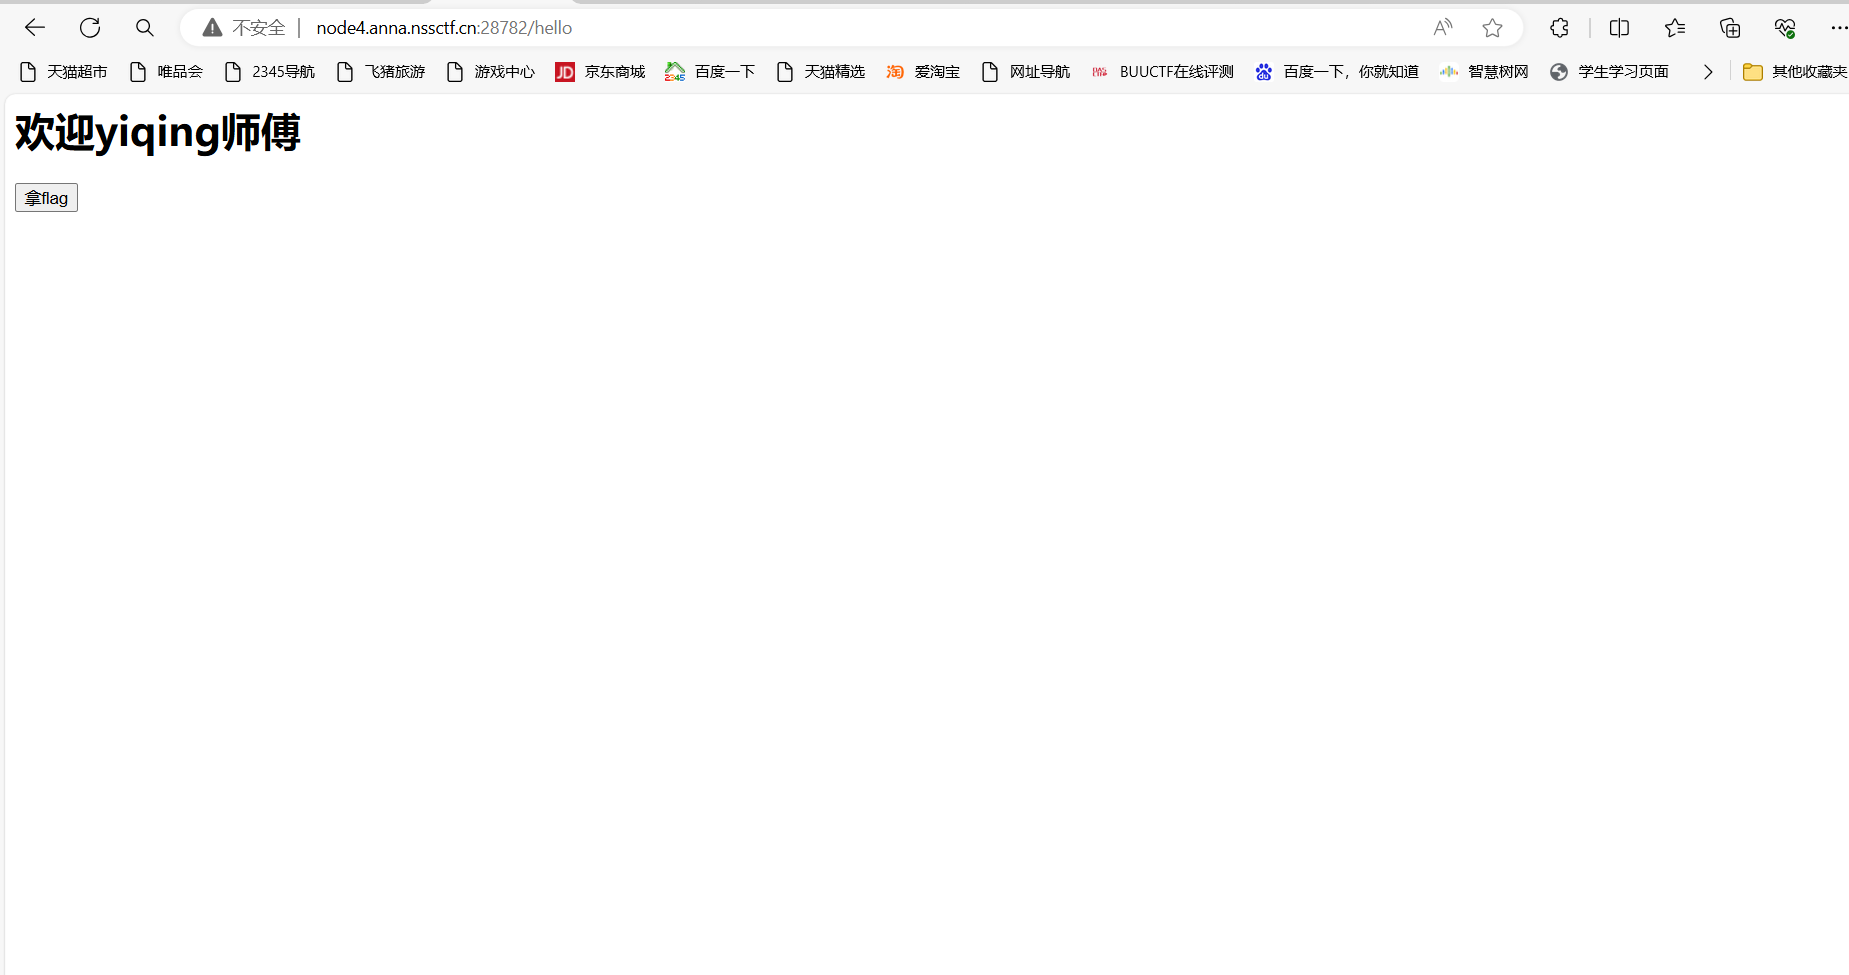 不安全 node4.anna.nssctf.cn:28782/hello
天猫超市 唯品会 2345导航 飞猪旅游 游戏中心 JD 京东商城 2345 百度一下 天猫精选 淘 爱淘宝 网址导航 BUUCTF在线评测 du 百度一下，你就知道 智慧树网 学生学习页面 其他收藏夹
欢迎yiqing师傅
拿flag